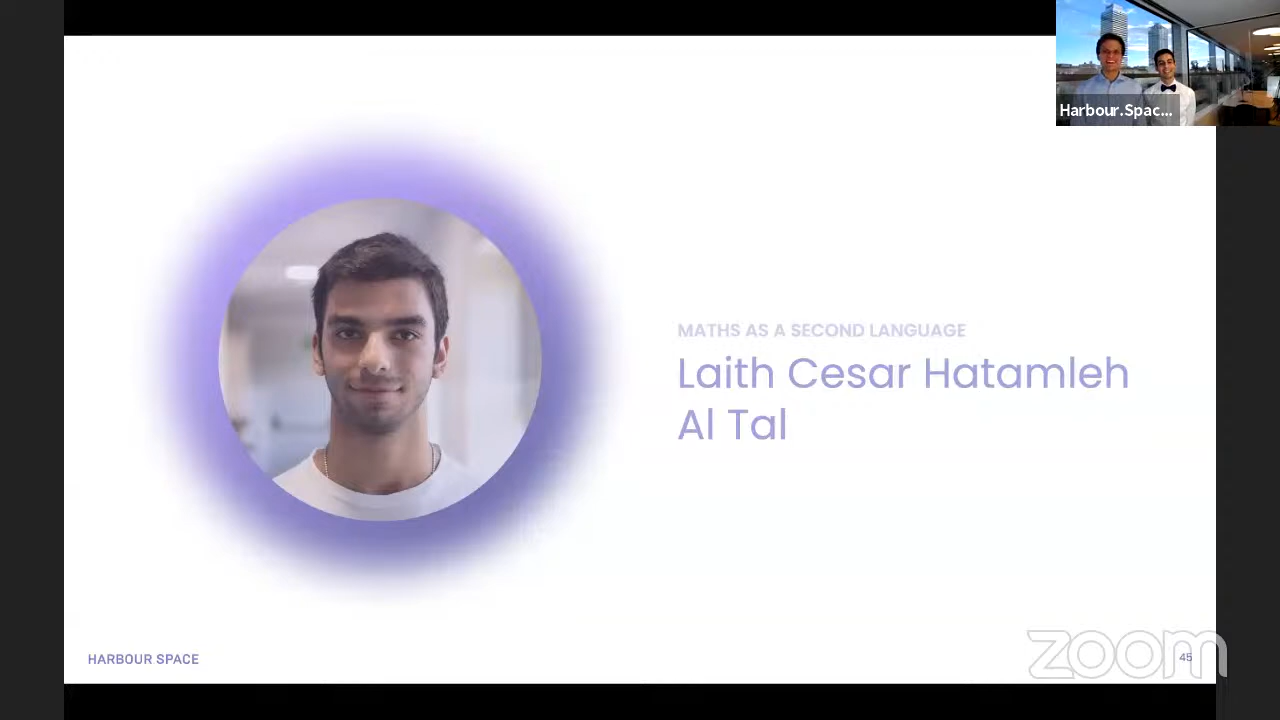 Harbour.Spac...
MATHS AS A SECOND LANGUAGE
Laith Cesar Hatamleh
Al Tal
HARBOUR SPACE
zoom
45